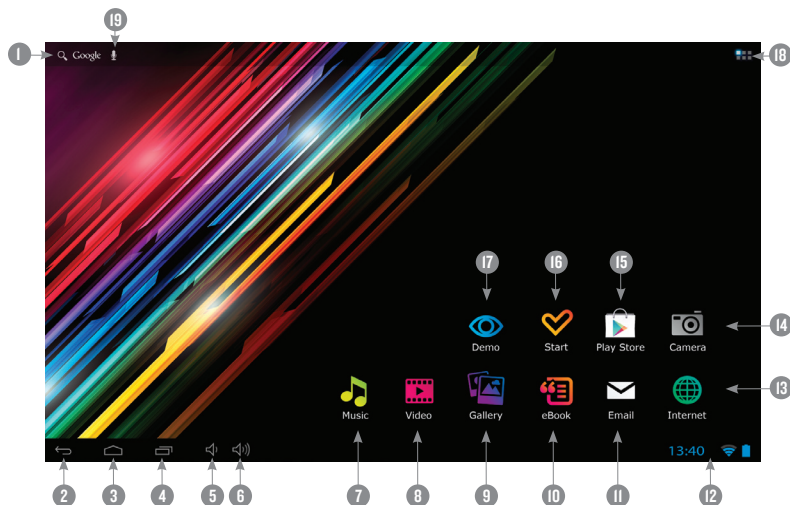 19
1 Google 18
17 16 15
Demo Start Play Store Camera 14
Music Video Gallery eBook Email Internet 13
13:40
2 3 4 5 6 7 8 9 10 11 12